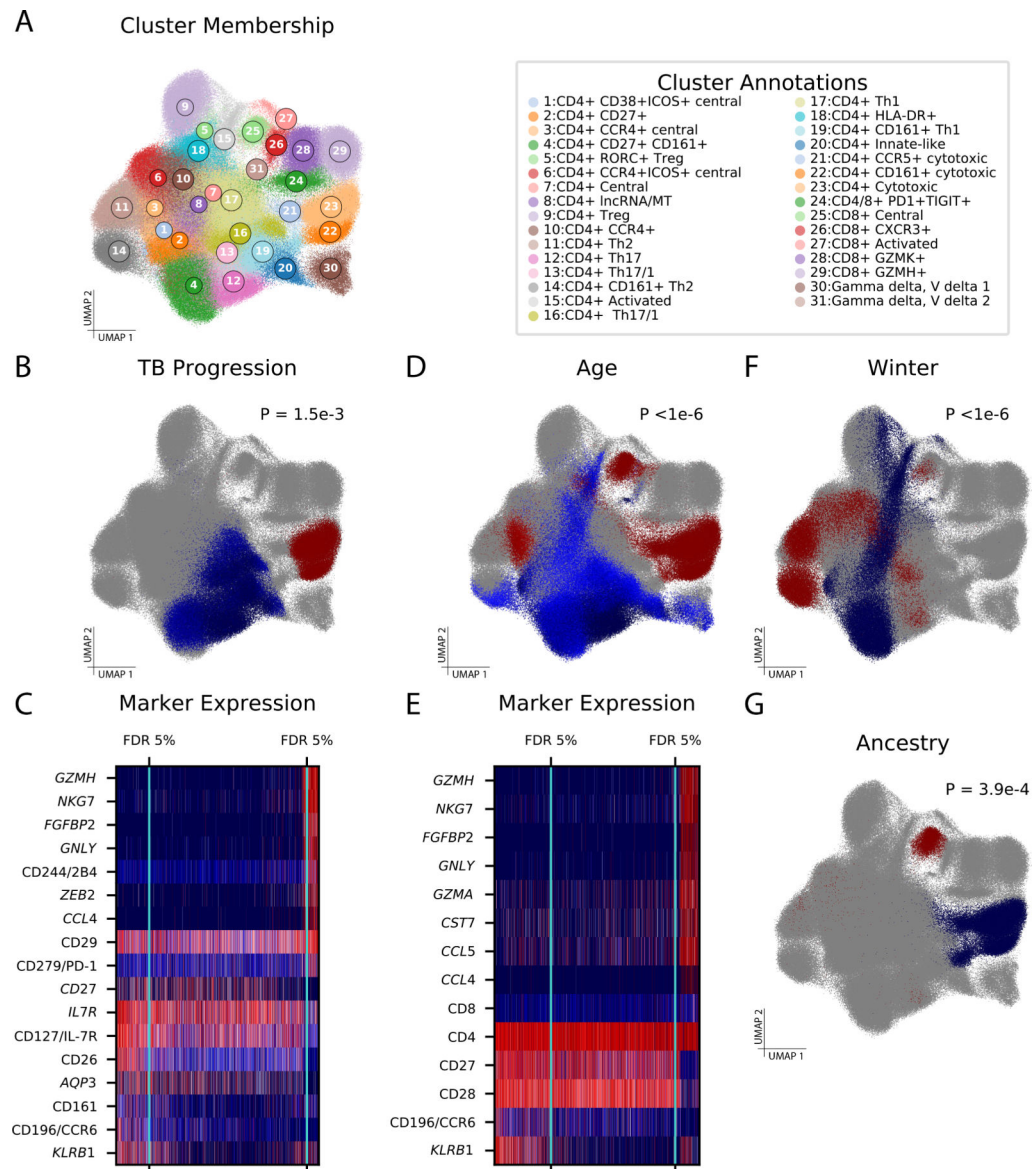 A
Cluster Membership
9
27
5
15
25
26
28
29
18
31
6
10
24
7
8
17
11
3
21
23
1
2
16
22
14
13
19
20
30
4
12
UMAP 2
UMAP 1
Cluster Annotations
1:CD4+ CD38+ICOS+ central
2:CD4+ CD27+
3:CD4+ CCR4+ central
4:CD4+ CD27+ CD161+
5:CD4+ RORC+ Treg
6:CD4+ CCR4+ICOS+ central
7:CD4+ Central
8:CD4+ lncRNA/MT
9:CD4+ Treg
10:CD4+ CCR4+
11:CD4+ Th2
12:CD4+ Th17
13:CD4+ Th17/1
14:CD4+ CD161+ Th2
15:CD4+ Activated
16:CD4+ Th17/1
17:CD4+ Th1
18:CD4+ HLA-DR+
19:CD4+ CD161+ Th1
20:CD4+ Innate-like
21:CD4+ CCR5+ cytotoxic
22:CD4+ CD161+ cytotoxic
23:CD4+ Cytotoxic
24:CD4/8+ PD1+TIGIT+
25:CD8+ Central
26:CD8+ CXCR3+
27:CD8+ Activated
28:CD8+ GZMK+
29:CD8+ GZMH+
30:Gamma delta, V delta 1
31:Gamma delta, V delta 2
B
TB Progression
P = 1.5e-3
UMAP 2
UMAP 1
D
Age
P <1e-6
UMAP 2
UMAP 1
F
Winter
P <1e-6
UMAP 2
UMAP 1
C
Marker Expression
FDR 5%
FDR 5%
GZMH
NKG7
FGFBP2
GNLY
CD244/2B4
ZEB2
CCL4
CD29
CD279/PD-1
CD27
IL7R
CD127/IL-7R
CD26
AQP3
CD161
CD196/CCR6
KLRB1
E
Marker Expression
FDR 5%
FDR 5%
GZMH
NKG7
FGFBP2
GNLY
GZMA
CST7
CCL5
CCL4
CD8
CD4
CD27
CD28
CD196/CCR6
KLRB1
G
Ancestry
P = 3.9e-4
UMAP 2
UMAP 1